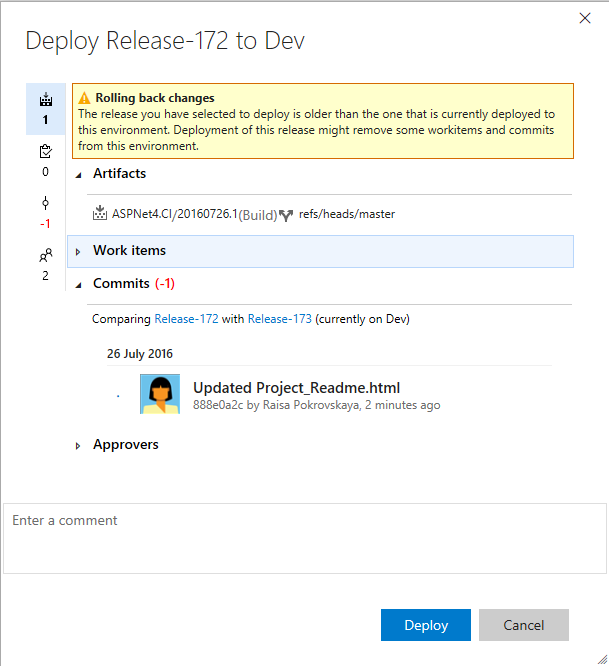 Deploy Release-172 to Dev
1
0
-1
2
Rolling back changes
The release you have selected to deploy is older than the one that is currently deployed to
this environment. Deployment of this release might remove some workitems and commits
from this environment.
Artifacts
ASPNet4.CI/20160726.1(Build) refs/heads/master
Work items
Commits (-1)
Comparing Release-172 with Release-173 (currently on Dev)
26 July 2016
Updated Project_Readme.html
888e0a2c by Raisa Pokrovskaya, 2 minutes ago
Approvers
Enter a comment
Deploy Cancel